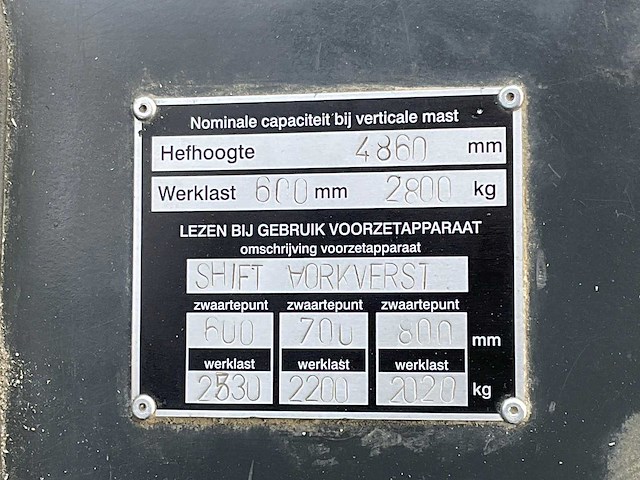 Nominale capaciteit bij verticale mast
Hefhoogte 4860 mm
Werklast 600 mm 2800 kg
LEZEN BIJ GEBRUIK VOORZETAPPARAAT
omschrijving voorzetapparaat
SHIFT VORKVERST
zwaartepunt zwaartepunt zwaartepunt
600 700 800 mm
werklast werklast werklast
2200 2020 kg